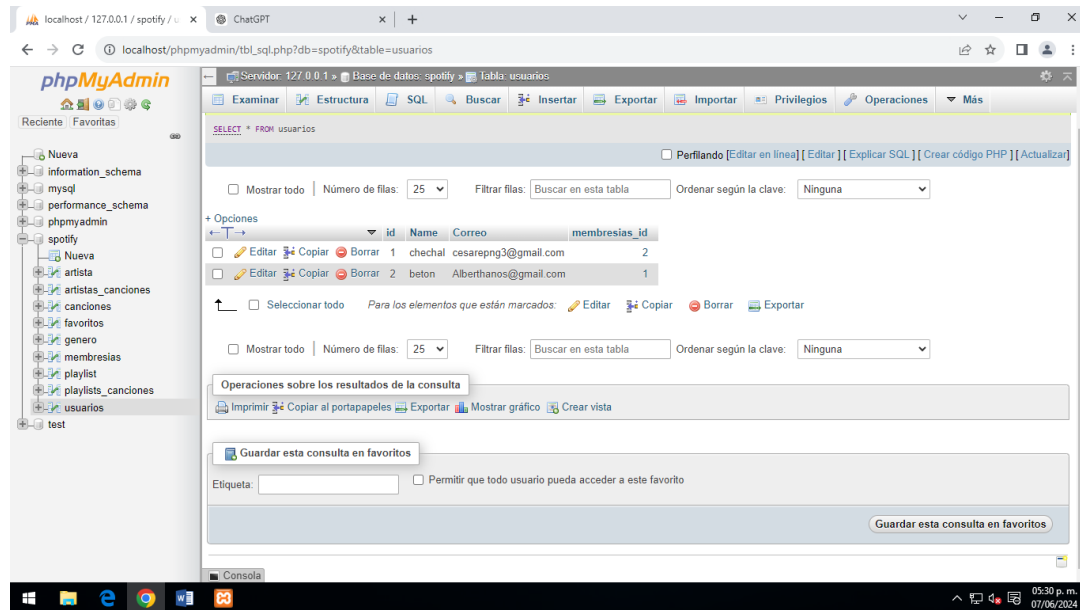 localhost / 127.0.0.1 / spotify / u
ChatGPT
localhost/phpmyadmin/tbl_sql.php?db=spotify&table=usuarios
phpMyAdmin
Reciente Favoritas
Nueva
information_schema
mysql
performance_schema
phpmyadmin
spotify
Nueva
artista
artistas_canciones
canciones
favoritos
genero
membresias
playlist
playlists_canciones
usuarios
test
Servidor: 127.0.0.1 » Base de datos: spotify » Tabla: usuarios
Examinar Estructura SQL Buscar Insertar Exportar Importar Privilegios Operaciones Más
SELECT * FROM usuarios
Perfilando [Editar en línea] [ Editar ] [ Explicar SQL ] [ Crear código PHP ] [ Actualizar]
Mostrar todo Número de filas: 25 Filtrar filas: Buscar en esta tabla Ordenar según la clave: Ninguna
+ Opciones
←T→ id Name Correo membresias_id
Editar Copiar Borrar 1 chechal cesarepng3@gmail.com 2
Editar Copiar Borrar 2 beton Alberthanos@gmail.com 1
Seleccionar todo Para los elementos que están marcados: Editar Copiar Borrar Exportar
Mostrar todo Número de filas: 25 Filtrar filas: Buscar en esta tabla Ordenar según la clave: Ninguna
Operaciones sobre los resultados de la consulta
Imprimir Copiar al portapapeles Exportar Mostrar gráfico Crear vista
Guardar esta consulta en favoritos
Etiqueta: Permitir que todo usuario pueda acceder a este favorito
Guardar esta consulta en favoritos
Consola
05:30 p. m.
07/06/2024